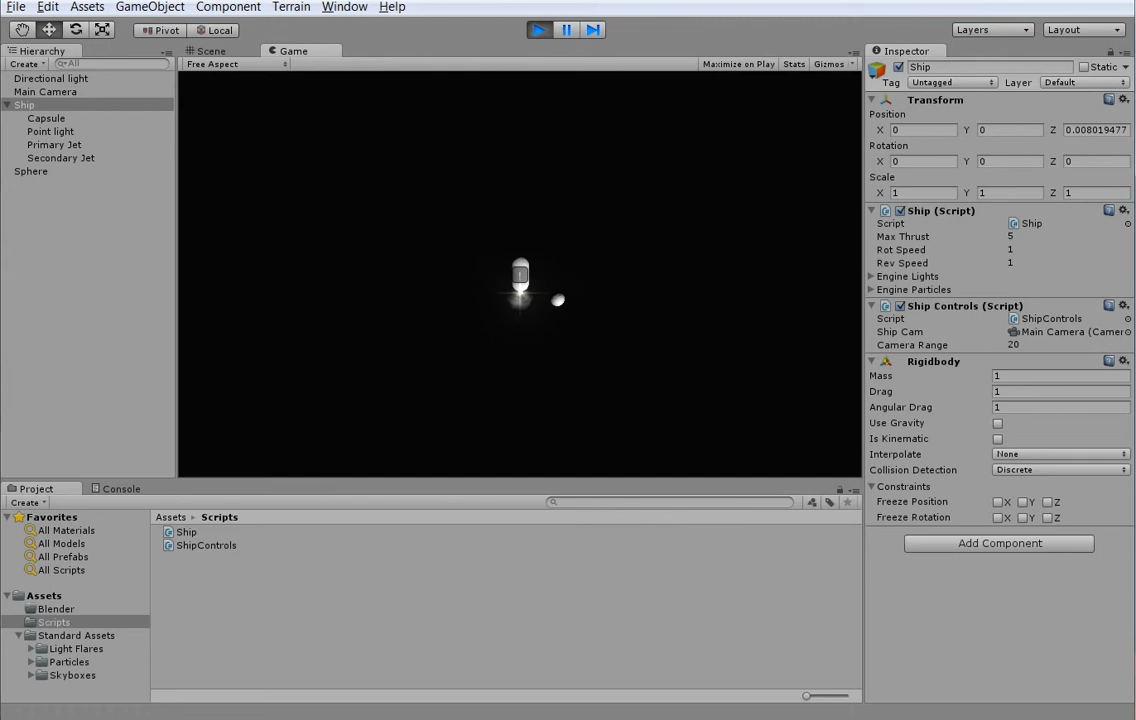 File Edit Assets GameObject Component Terrain Window Help
Pivot Local Layers Layout
Hierarchy Scene Game Inspector
Create All Free Aspect Maximize on Play Stats Gizmos Ship Static
Directional light Tag Untagged Layer Default
Main Camera
Ship Transform
Capsule Position
Point light X 0 Y 0 Z 0.008019477
Primary Jet Rotation
Secondary Jet X 0 Y 0 Z 0
Sphere Scale
X 1 Y 1 Z 1
Ship (Script)
Script Ship
Max Thrust 5
Rot Speed 1
Rev Speed 1
Engine Lights
Engine Particles
Ship Controls (Script)
Script ShipControls
Ship Cam Main Camera (Camer
Camera Range 20
Rigidbody
Mass 1
Drag 1
Angular Drag 1
Use Gravity
Is Kinematic
Interpolate None
Collision Detection Discrete
Constraints
Freeze Position X Y Z
Freeze Rotation X Y Z
Add Component
Project Console
Create
Favorites Assets Scripts
All Materials Ship
All Models ShipControls
All Prefabs
All Scripts
Assets
Blender
Scripts
Standard Assets
Light Flares
Particles
Skyboxes